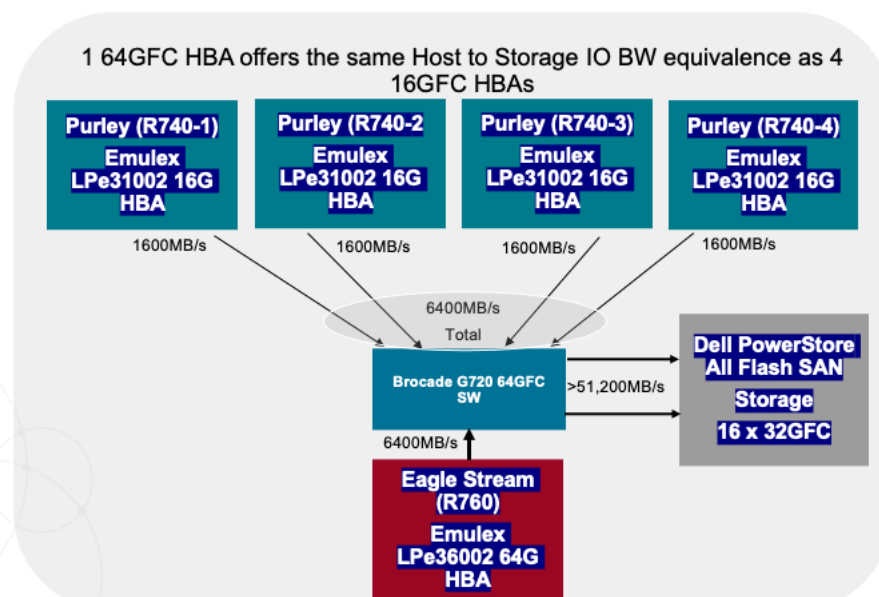 1 64GFC HBA offers the same Host to Storage IO BW equivalence as 4
16GFC HBAs
Purley (R740-1)
Emulex
LPe31002 16G
HBA
Purley (R740-2
Emulex
LPe31002 16G
HBA
Purley (R740-3)
Emulex
LPe31002 16G
HBA
Purley (R740-4)
Emulex
LPe31002 16G
HBA
1600MB/s
1600MB/s
1600MB/s
1600MB/s
6400MB/s
Total
Brocade G720 64GFC
SW
>51,200MB/s
Dell PowerStore
All Flash SAN
Storage
16 x 32GFC
6400MB/s
Eagle Stream
(R760)
Emulex
LPe36002 64G
HBA